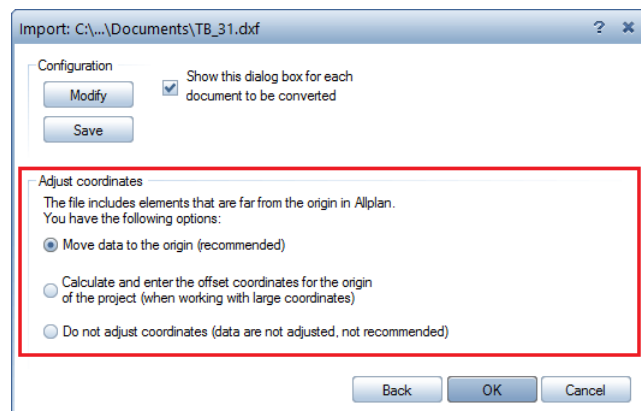 Import: C:\...\Documents\TB_31.dxf
? ×
Configuration
Modify
Show this dialog box for each
document to be converted
Save
Adjust coordinates
The file includes elements that are far from the origin in Allplan.
You have the following options:
Move data to the origin (recommended)
Calculate and enter the offset coordinates for the origin
of the project (when working with large coordinates)
Do not adjust coordinates (data are not adjusted, not recommended)
Back
OK
Cancel